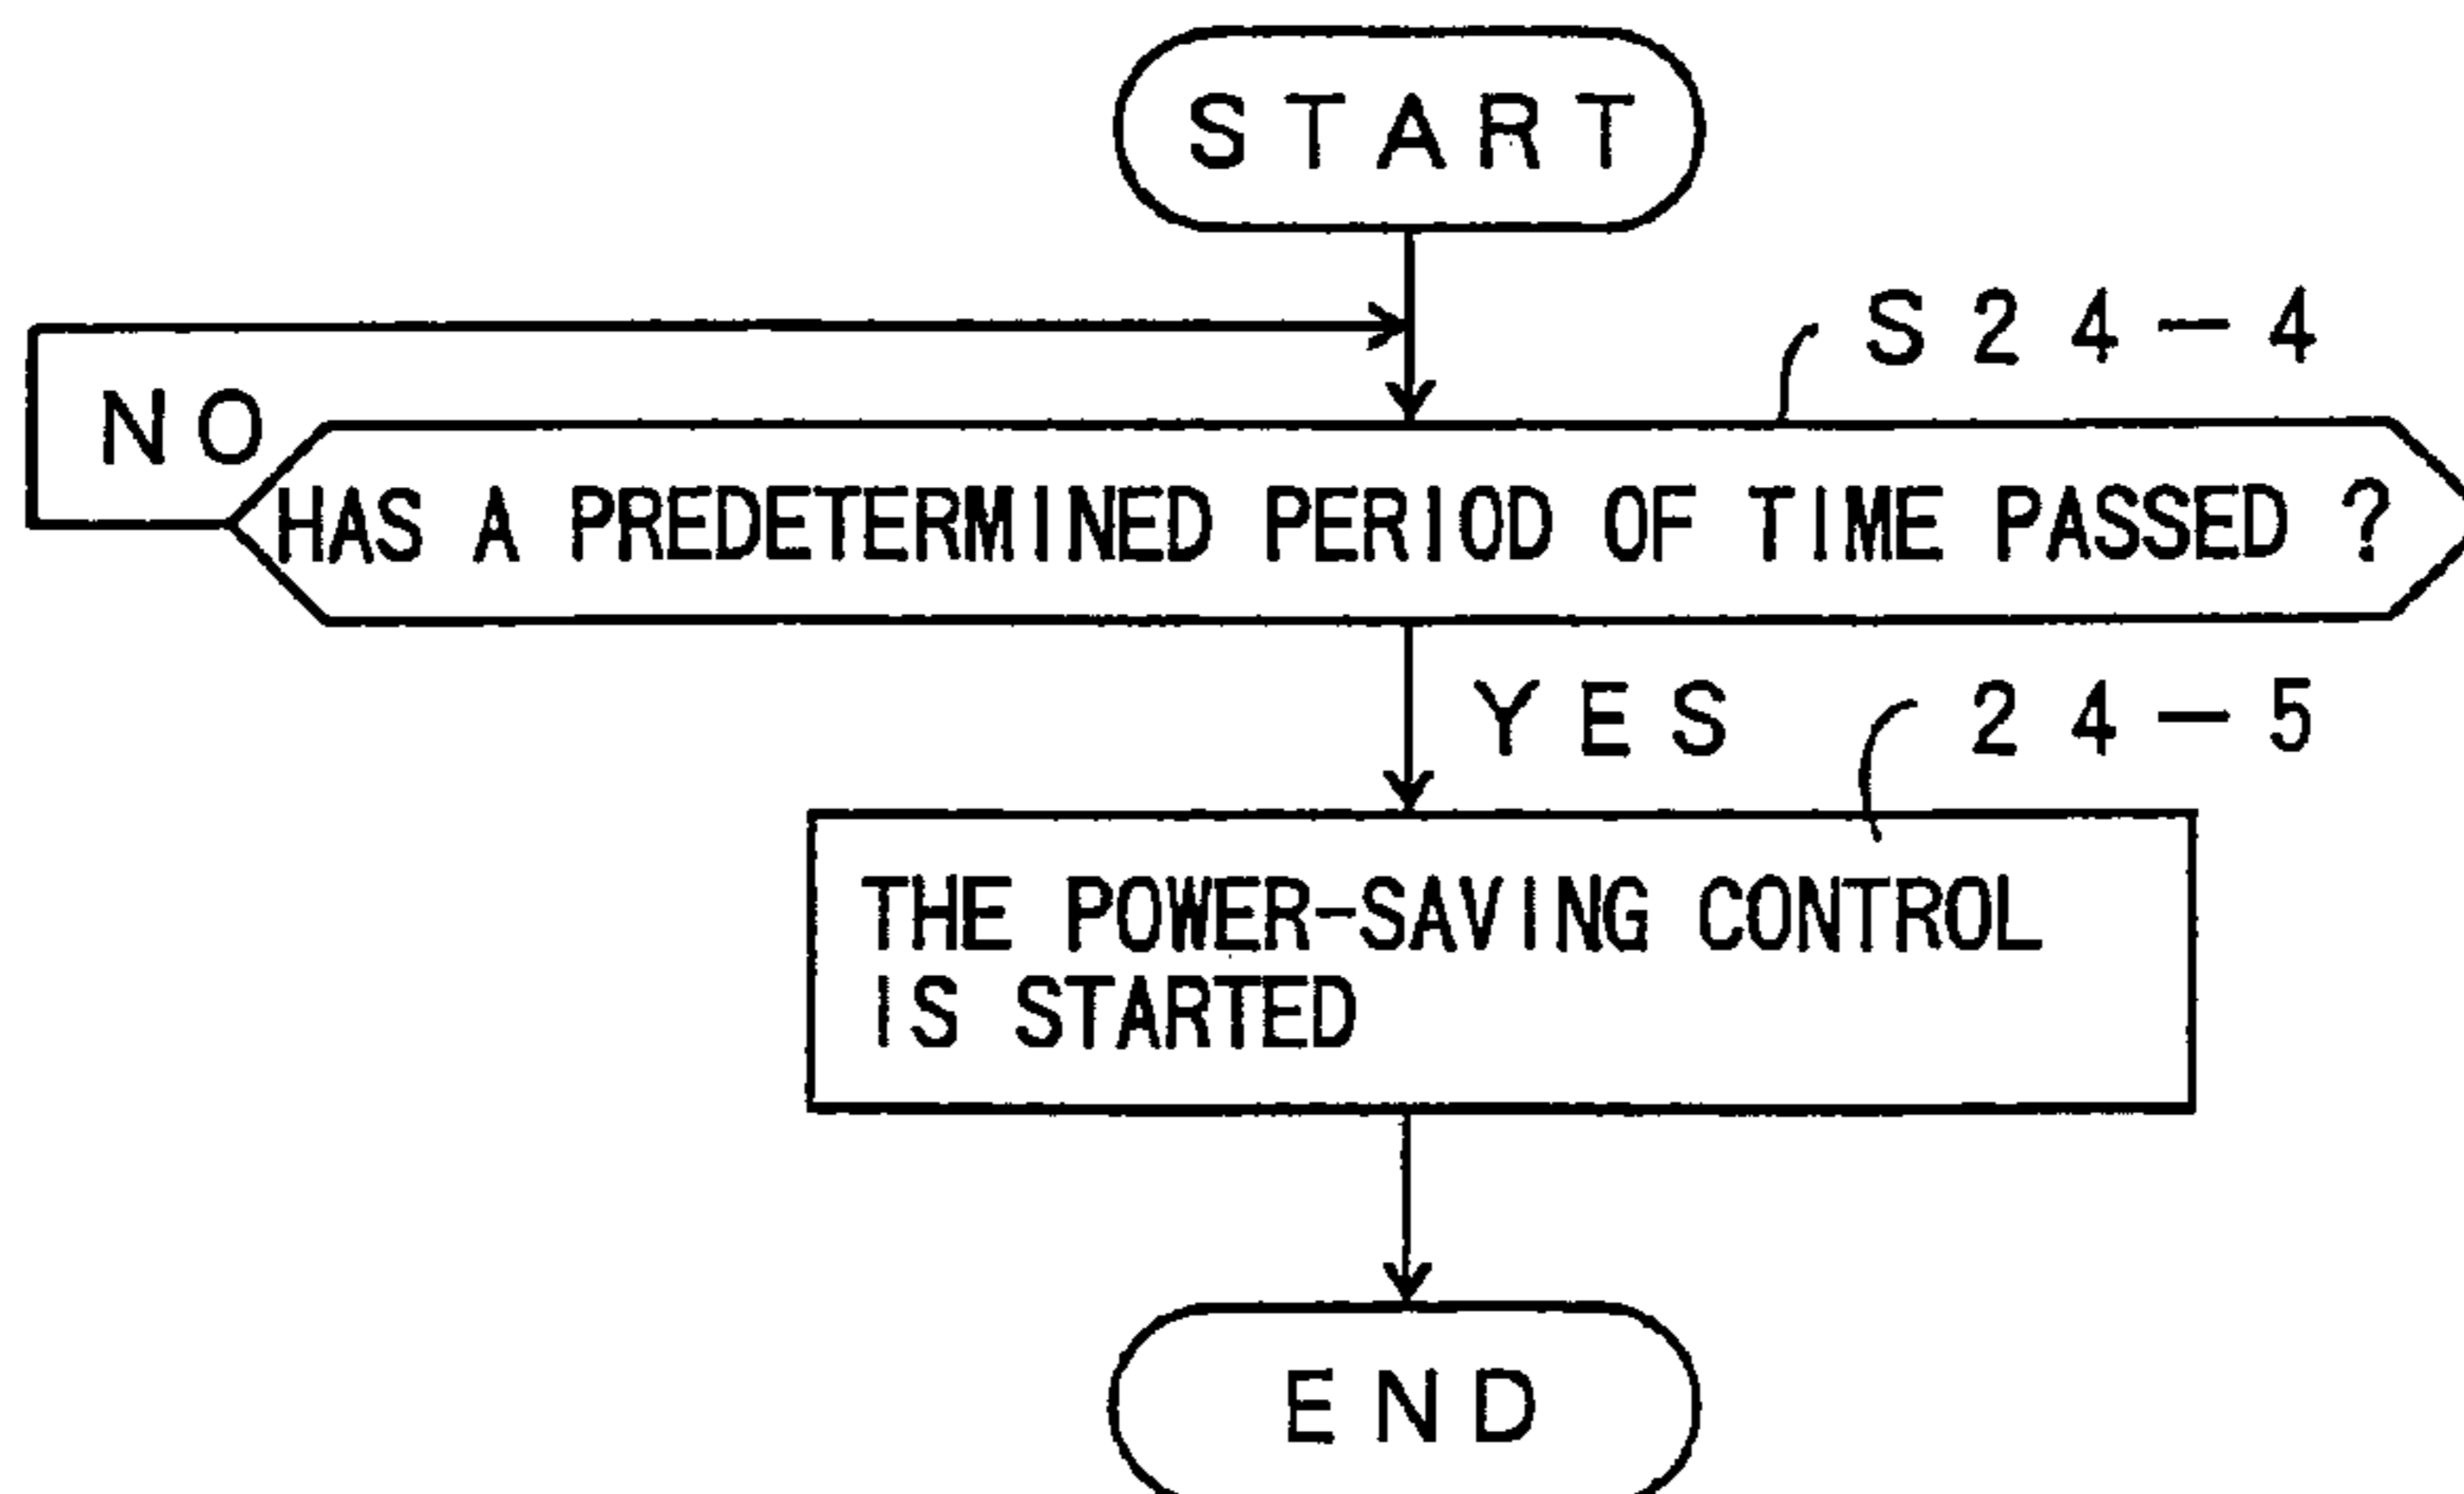 START
S24-4
NO
HAS A PREDETERMINED PERIOD OF TIME PASSED ?
YES
24-5
THE POWER-SAVING CONTROL
IS STARTED
END